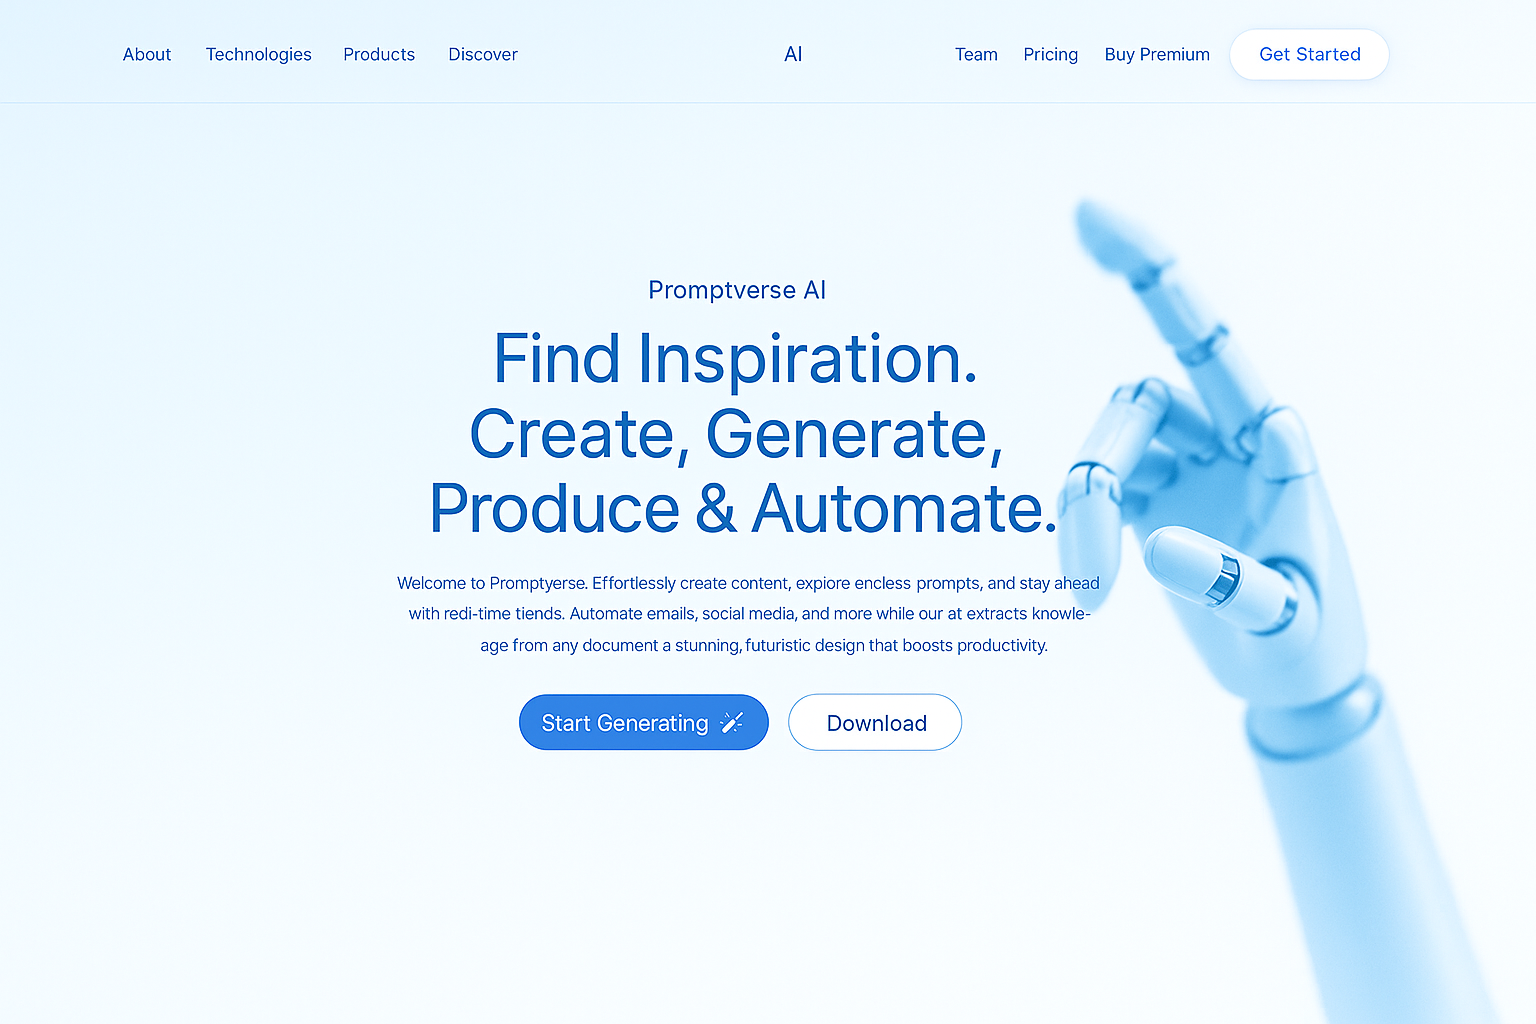 About Technologies Products Discover AI Team Pricing Buy Premium Get Started
Promptverse AI
Find Inspiration.
Create, Generate,
Produce & Automate.
Welcome to Promptyerse. Effortlessly create content, expiore encless prompts, and stay ahead
with redi-time tiends. Automate emails, social media, and more while our at extracts knowle-
age from any document a stunning, futuristic design that boosts productivity.
Start Generating Download